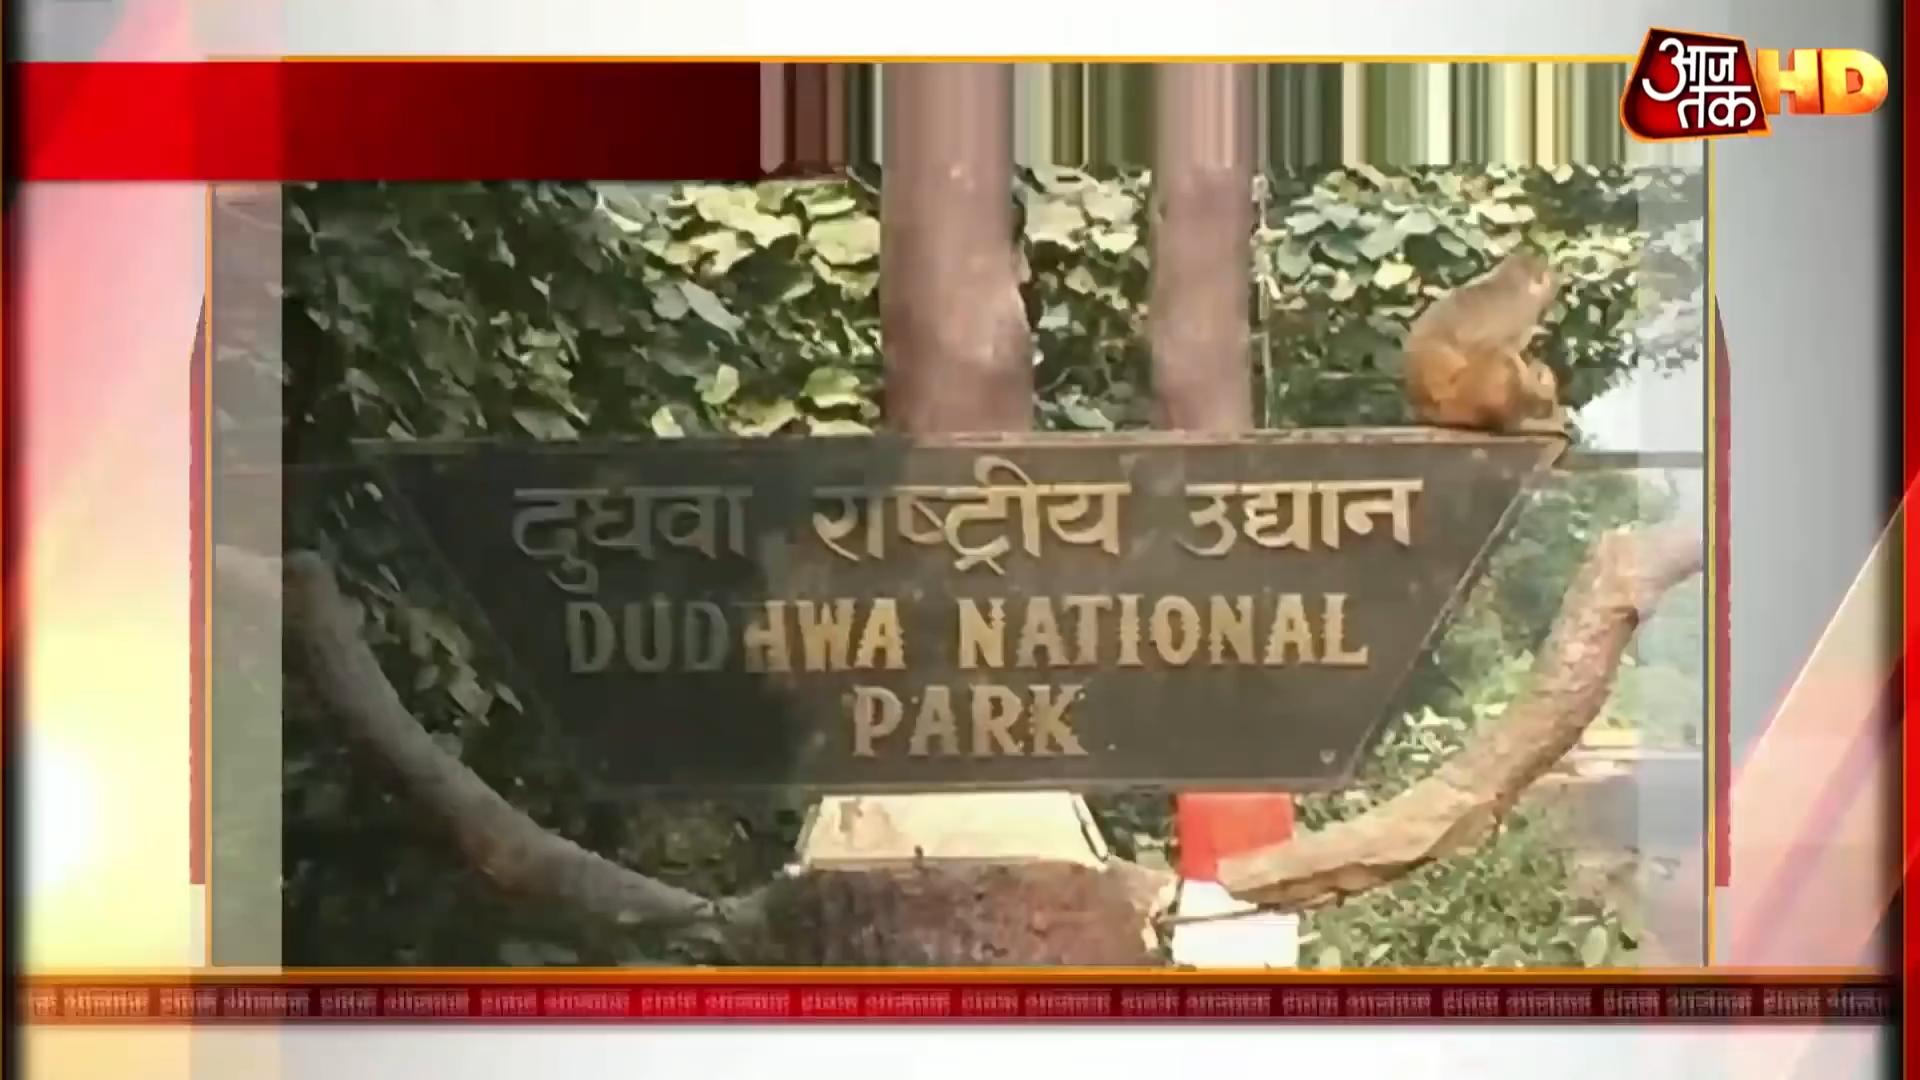 आज
तक HD
दुधवा राष्ट्रीय उद्यान
DUDHWA NATIONAL
PARK